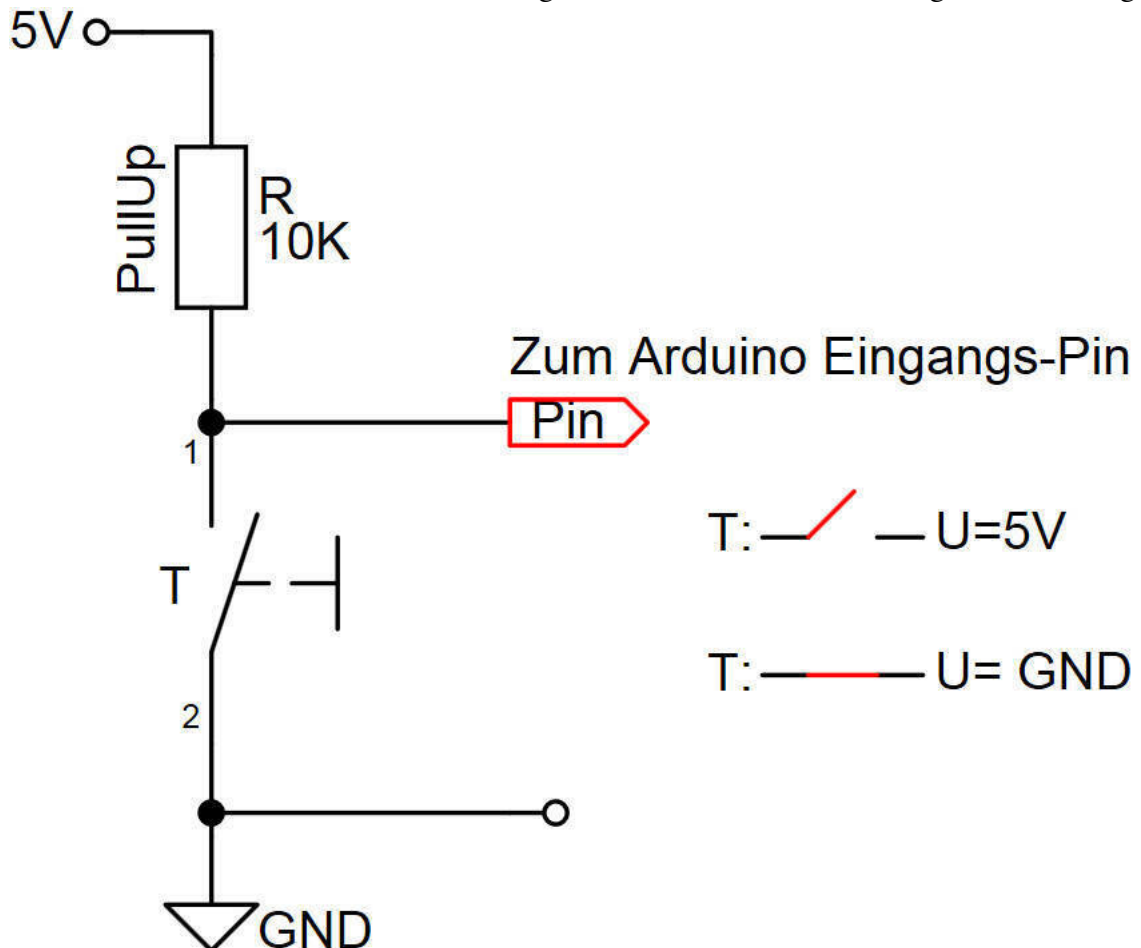 5V
PullUp
R
10K
Zum Arduino Eingangs-Pin
Pin
1
T: U=5V
T
T: U= GND
2
GND